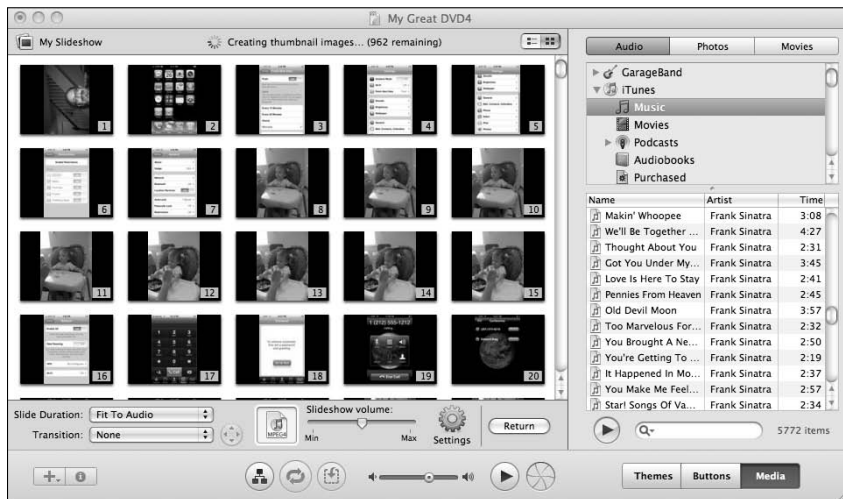 My Great DVD4
My Slideshow
Creating thumbnail images... (962 remaining)
1
2
3
4
5
6
7
8
9
10
11
12
13
14
15
16
17
18
19
20
Slide Duration:
Fit To Audio
Transition:
None
MPEG4
Slideshow volume:
Min
Max
Settings
Return
Audio
Photos
Movies
GarageBand
iTunes
Music
Movies
Podcasts
Audiobooks
Purchased
Name Artist Time
Makin' Whoopee Frank Sinatra 3:08
We'll Be Together ... Frank Sinatra 4:27
Thought About You Frank Sinatra 2:31
Got You Under My... Frank Sinatra 3:45
Love Is Here To Stay Frank Sinatra 2:41
Pennies From Heaven Frank Sinatra 2:45
Old Devil Moon Frank Sinatra 3:57
Too Marvelous For... Frank Sinatra 2:32
You Brought A Ne... Frank Sinatra 2:50
You're Getting To ... Frank Sinatra 2:19
It Happened In Mo... Frank Sinatra 2:37
You Make Me Feel... Frank Sinatra 2:57
Star! Songs Of Va... Frank Sinatra 2:34
5772 items
Themes
Buttons
Media